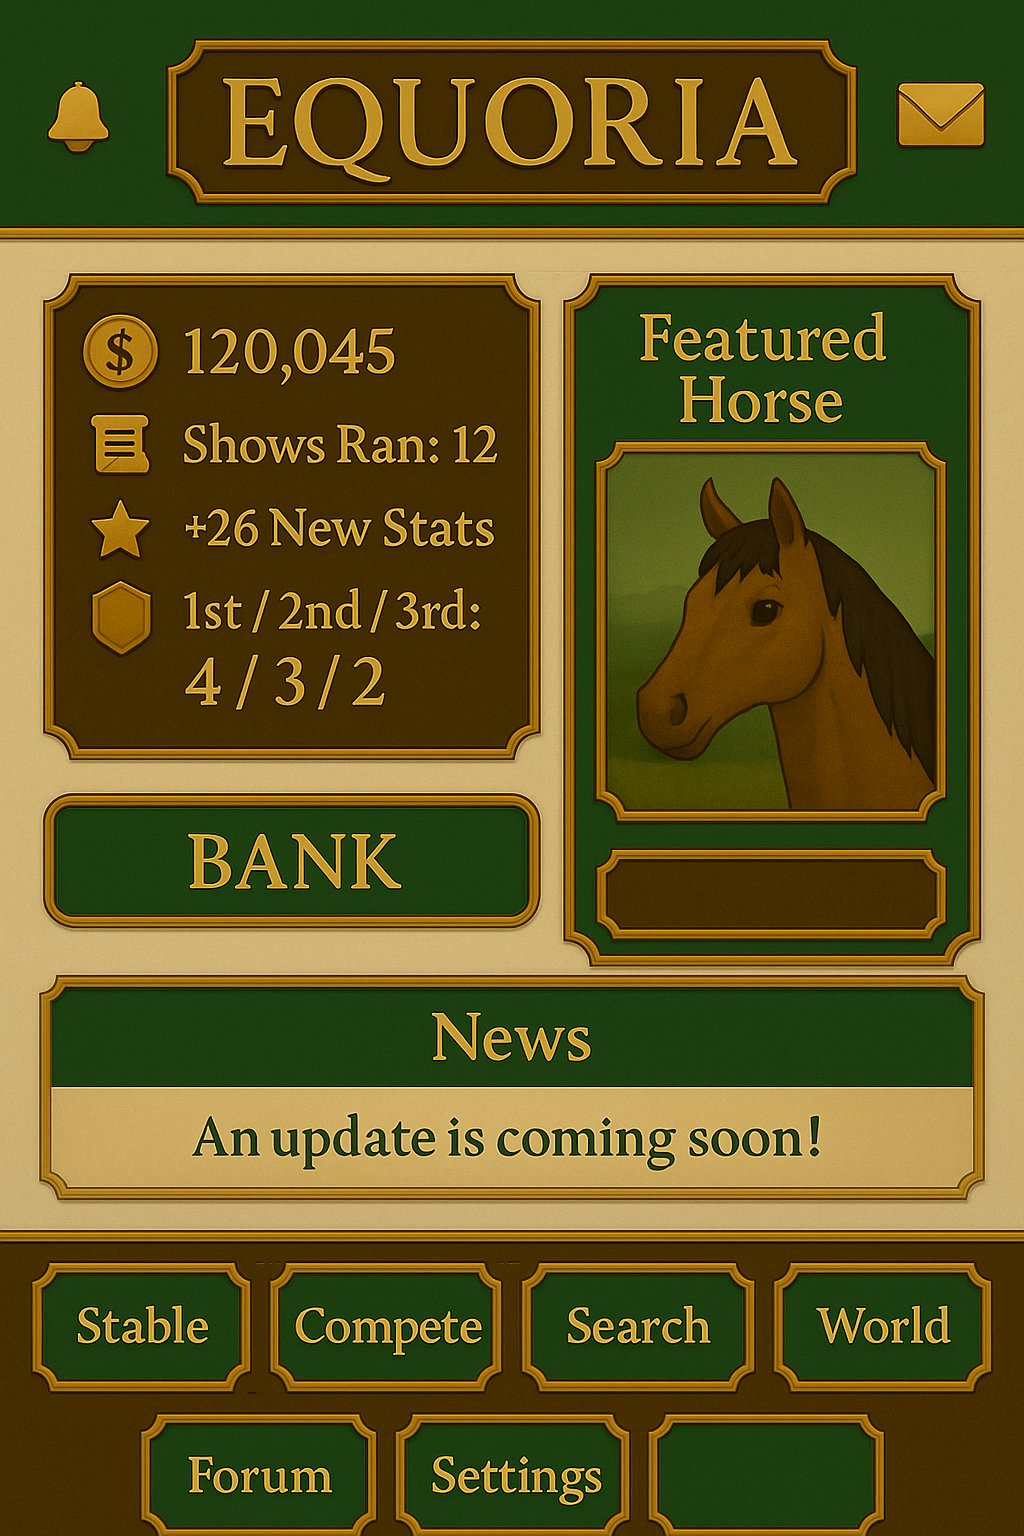 EQUORIA
$ 120,045
Shows Ran: 12
+26 New Stats
1st / 2nd / 3rd:
4 / 3 / 2
BANK
Featured
Horse
News
An update is coming soon!
Stable
Compete
Search
World
Forum
Settings